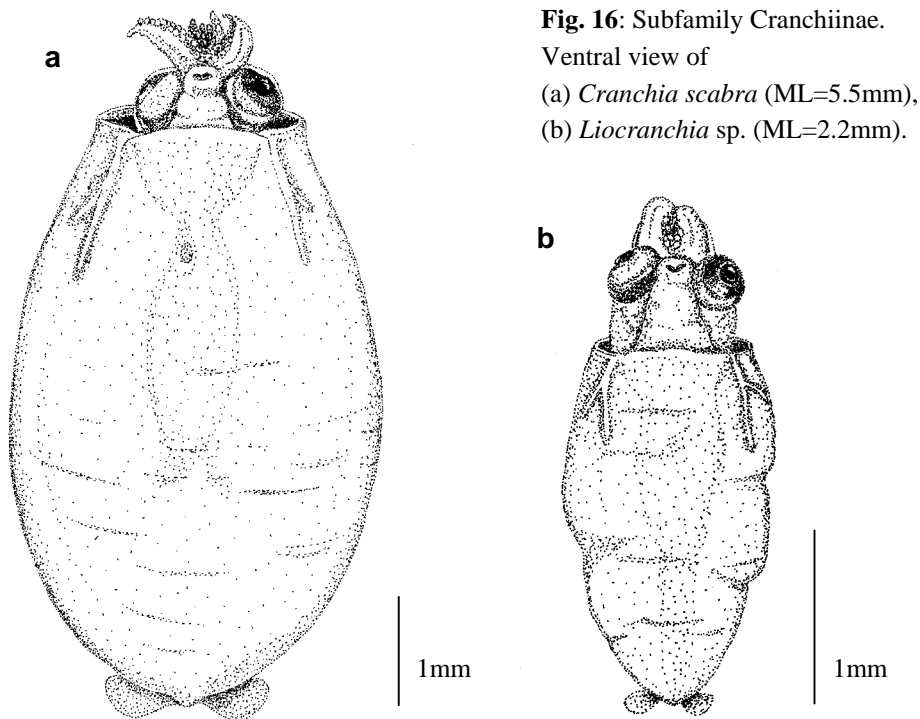 a
Fig. 16: Subfamily Cranchiinae.
Ventral view of
(a) Cranchia scabra (ML=5.5mm),
(b) Liocranchia sp. (ML=2.2mm).
b
1mm
1mm